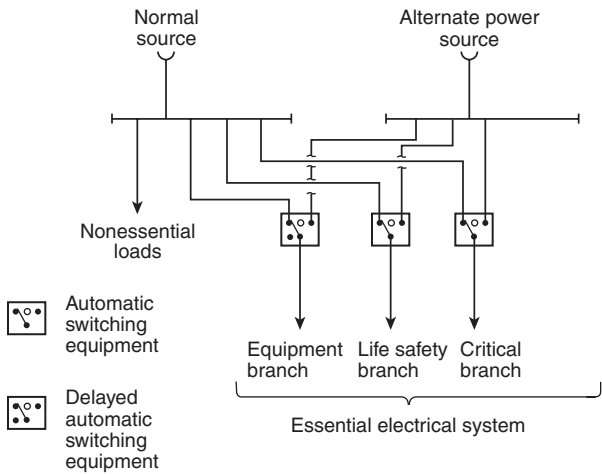 Normal
source
Alternate power
source
Nonessential
loads
Automatic
switching
equipment
Delayed
automatic
switching
equipment
Equipment
branch
Life safety
branch
Critical
branch
Essential electrical system